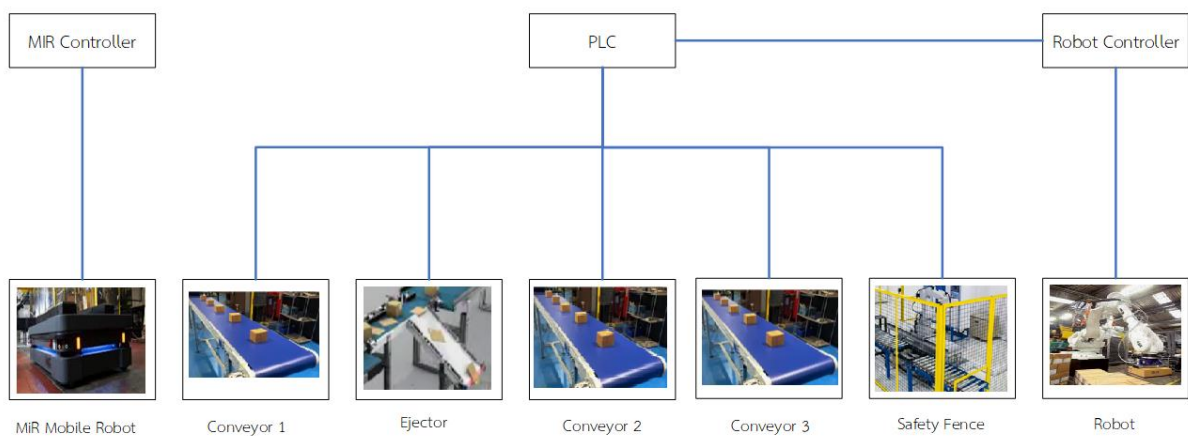 MIR Controller
PLC
Robot Controller
MiR Mobile Robot
Conveyor 1
Ejector
Conveyor 2
Conveyor 3
Safety Fence
Robot